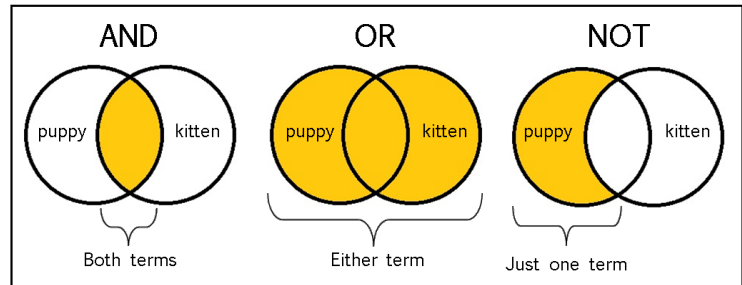 AND
OR
NOT
puppy
kitten
puppy
kitten
puppy
kitten
Both terms
Either term
Just one term